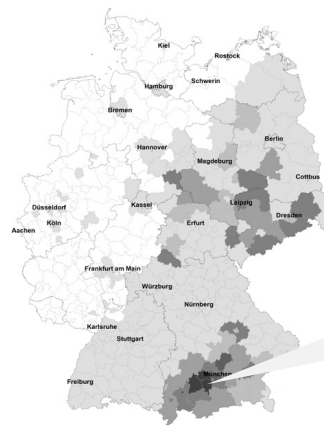 Kiel
Rostock
Schwerin
Hamburg
Bremen
Berlin
Hannover
Magdeburg
Cottbus
Düsseldorf
Kassel
Leipzig
Köln
Dresden
Aachen
Erfurt
Frankfurt am Main
Würzburg
Nürnberg
Karlsruhe
Stuttgart
München
Freiburg